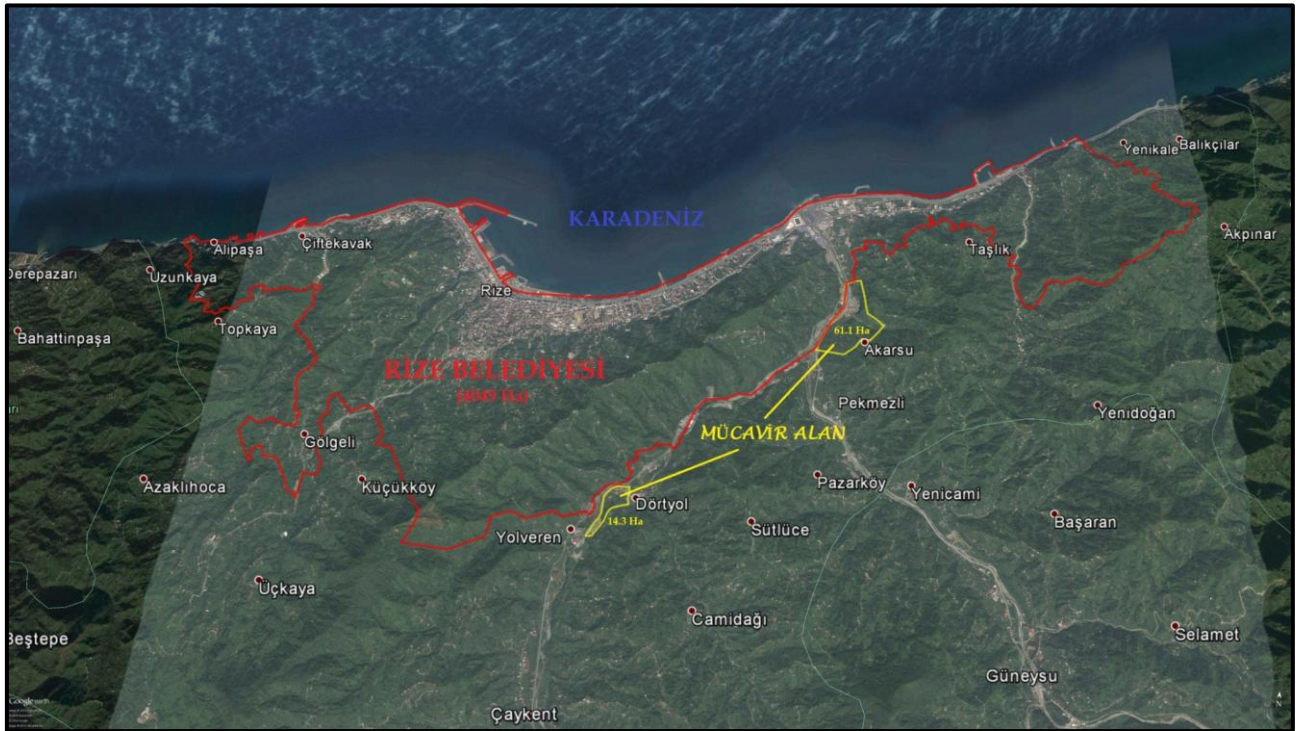 Yenikale
Balıkçılar
KARADENİZ
Akpınar
Alipaşa
Çiftekavak
Taşlık
Uzunkaya
Derepazarı
Rize
Topkaya
Bahattinpaşa
61.1 Ha
Akarsu
RİZE BELEDİYESİ
Pekmezli
Yenidoğan
MÜCAVİR ALAN
Gölgeli
Azaklıhoca
Küçükköy
Pazarköy
Yenicami
Dörtyol
14.3 Ha
Sütlüce
Başaran
Yolveren
Üçkaya
Camidağı
Selamet
Beştepe
Güneysu
Çaykent
Google earth
N